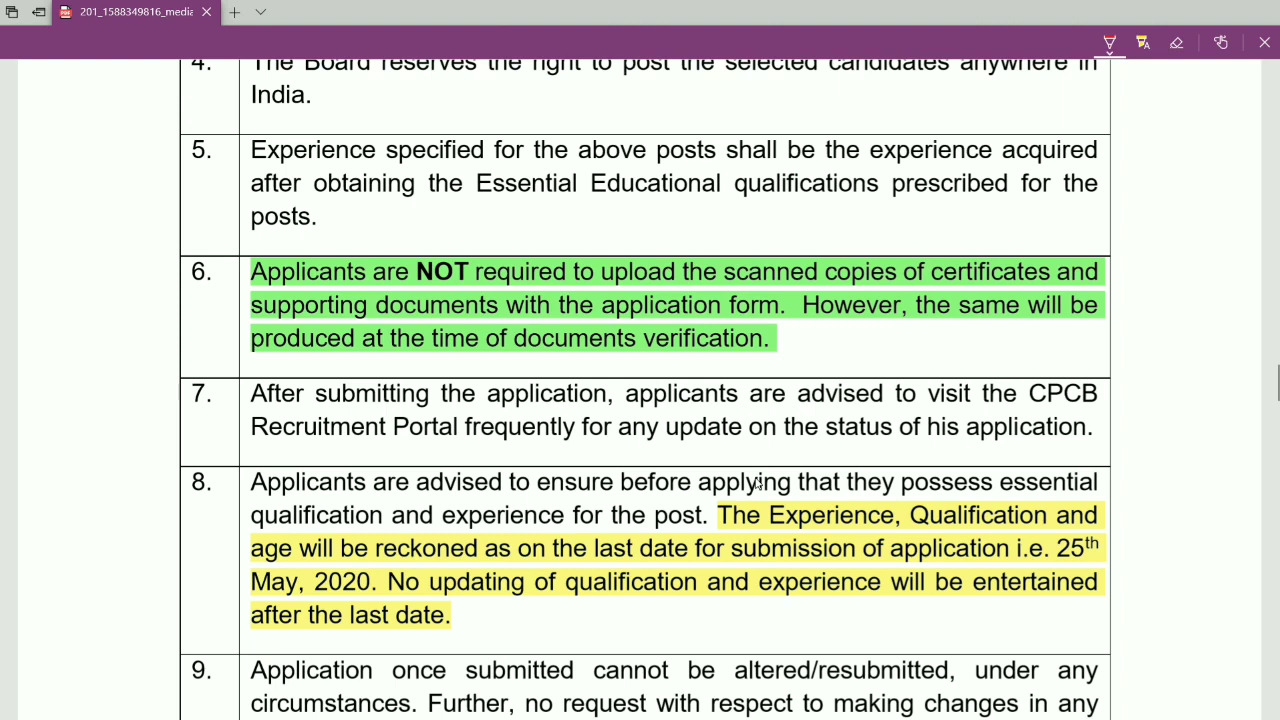 201_1588349816_media
4. The Board reserves the right to post the selected candidates anywhere in
India.
5. Experience specified for the above posts shall be the experience acquired
after obtaining the Essential Educational qualifications prescribed for the
posts.
6. Applicants are NOT required to upload the scanned copies of certificates and
supporting documents with the application form. However, the same will be
produced at the time of documents verification.
7. After submitting the application, applicants are advised to visit the CPCB
Recruitment Portal frequently for any update on the status of his application.
8. Applicants are advised to ensure before applying that they possess essential
qualification and experience for the post. The Experience, Qualification and
age will be reckoned as on the last date for submission of application i.e. 25th
May, 2020. No updating of qualification and experience will be entertained
after the last date.
9. Application once submitted cannot be altered/resubmitted, under any
circumstances. Further, no request with respect to making changes in any